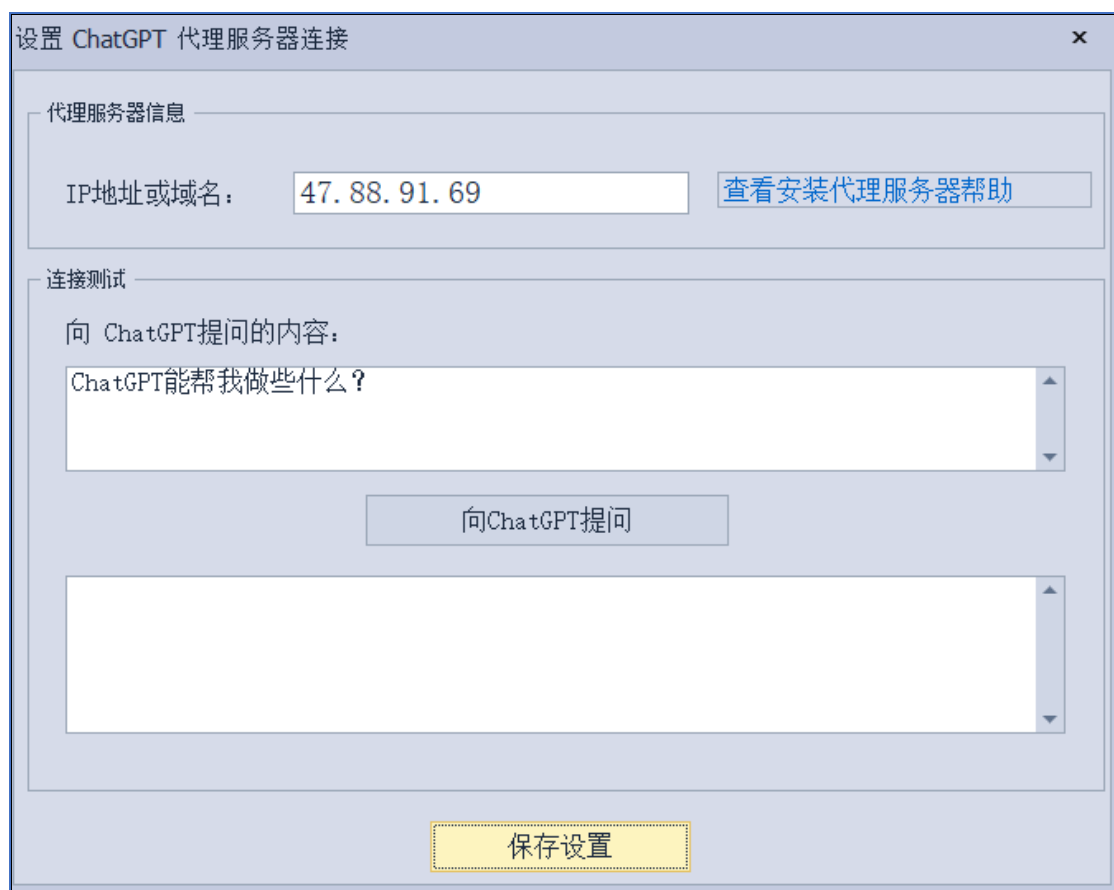 设置 ChatGPT 代理服务器连接
×
代理服务器信息
IP地址或域名：
47.88.91.69
查看安装代理服务器帮助
连接测试
向 ChatGPT提问的内容：
ChatGPT能帮我做些什么？
向ChatGPT提问
保存设置